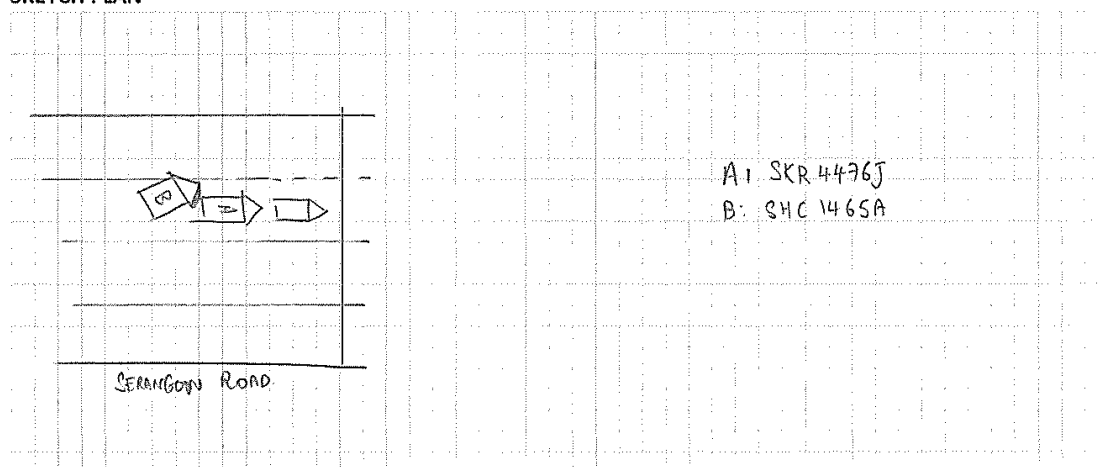 SKETCH PLAN
A: SKR 4476J
B: SHC 1465A
B
A
SERANGOON ROAD